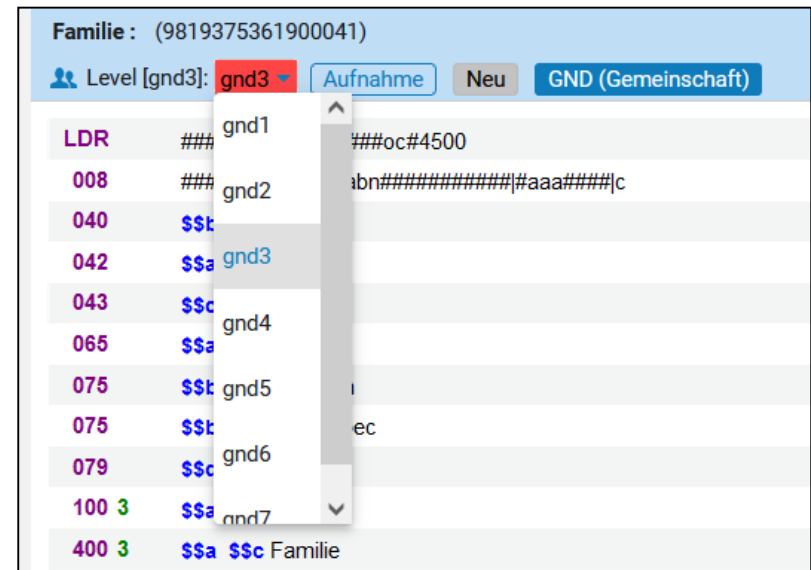 Familie : (9819375361900041)
Level [gnd3]: gnd3 Aufnahme Neu GND (Gemeinschaft)
gnd1
gnd2
gnd3
gnd4
gnd5
gnd6
gnd7
LDR ### ###oc#4500
008 ### abn###########|#aaa####|c
040 $$b
042 $$a
043 $$c
065 $$a
075 $$b
075 $$b ec
079 $$
100 3 $$a
400 3 $$a $$c Familie